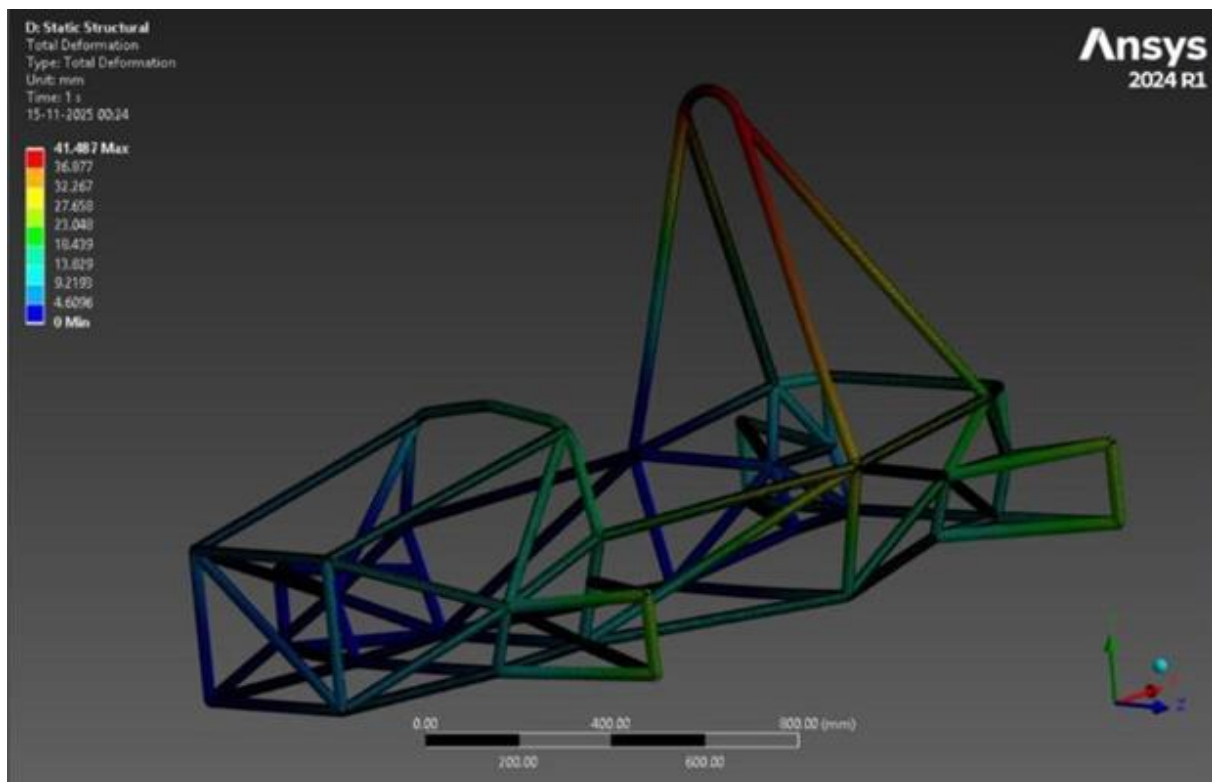 D: Static Structural
Total Deformation
Type: Total Deformation
Unit: mm
Time: 1 s
15-11-2025 00:24
41.487 Max
36.877
32.267
27.658
23.048
18.439
13.829
9.2193
4.6096
0 Min
Ansys
2024 R1
0.00 400.00 800.00 (mm)
200.00 600.00
Z